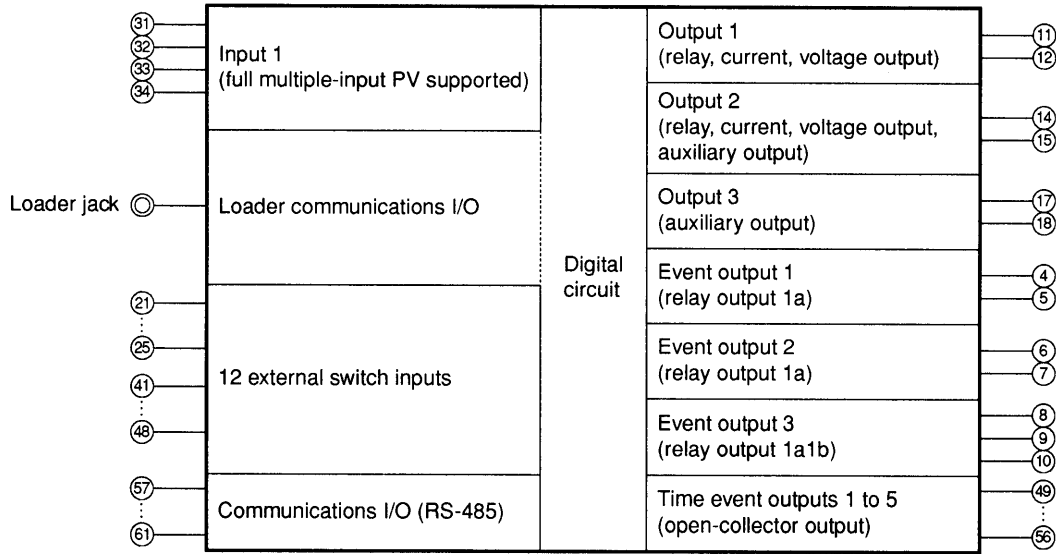 31
32
33
34
Input 1
(full multiple-input PV supported)
Loader jack
Loader communications I/O
21
25
41
48
12 external switch inputs
57
61
Communications I/O (RS-485)
Digital
circuit
Output 1
(relay, current, voltage output)
11
12
Output 2
(relay, current, voltage output,
auxiliary output)
14
15
Output 3
(auxiliary output)
17
18
Event output 1
(relay output 1a)
4
5
Event output 2
(relay output 1a)
6
7
Event output 3
(relay output 1a1b)
8
9
10
Time event outputs 1 to 5
(open-collector output)
49
56